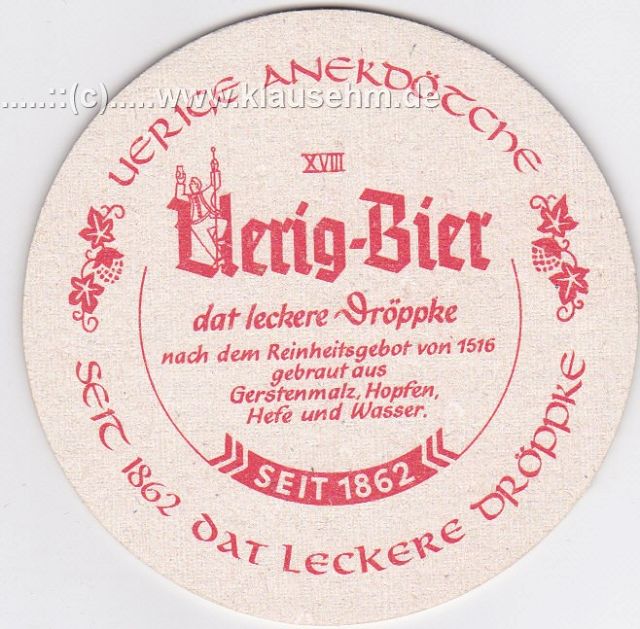 UERIGE ANEKDÖTCHE
......::(c).....www.klausehm.de
XVIII
Uerig-Bier
dat leckere Dröppke
nach dem Reinheitsgebot von 1516
gebraut aus
Gerstenmalz, Hopfen,
Hefe und Wasser.
SEIT 1862
SEIT 1862 DAT LECKERE DRÖPPKE